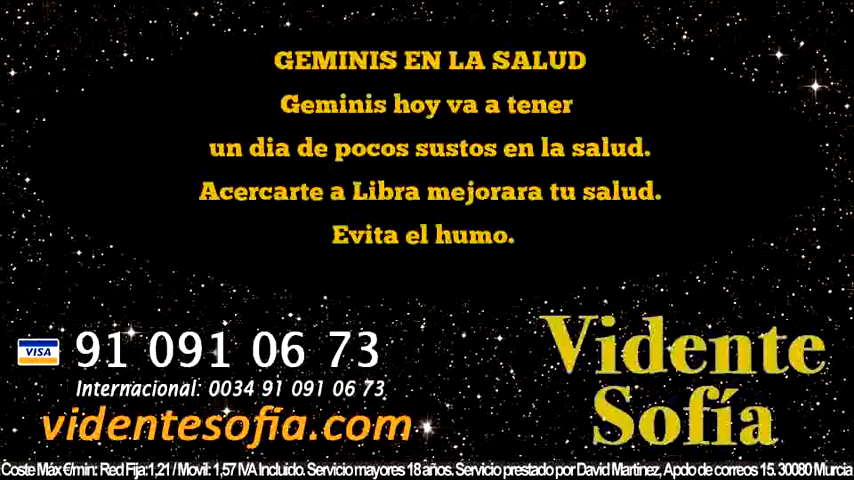 GEMINIS EN LA SALUD
Geminis hoy va a tener
un dia de pocos sustos en la salud.
Acercarte a Libra mejorara tu salud.
Evita el humo.
VISA 91 091 06 73
Internacional: 0034 91 091 06 73
videntesofia.com
Vidente
Sofía
Coste Máx €/min: Red Fija:1,21 / Movil: 1,57 IVA Incluido. Servicio mayores 18 años. Servicio prestado por David Martinez, Apdo de correos 15. 30080 Murcia